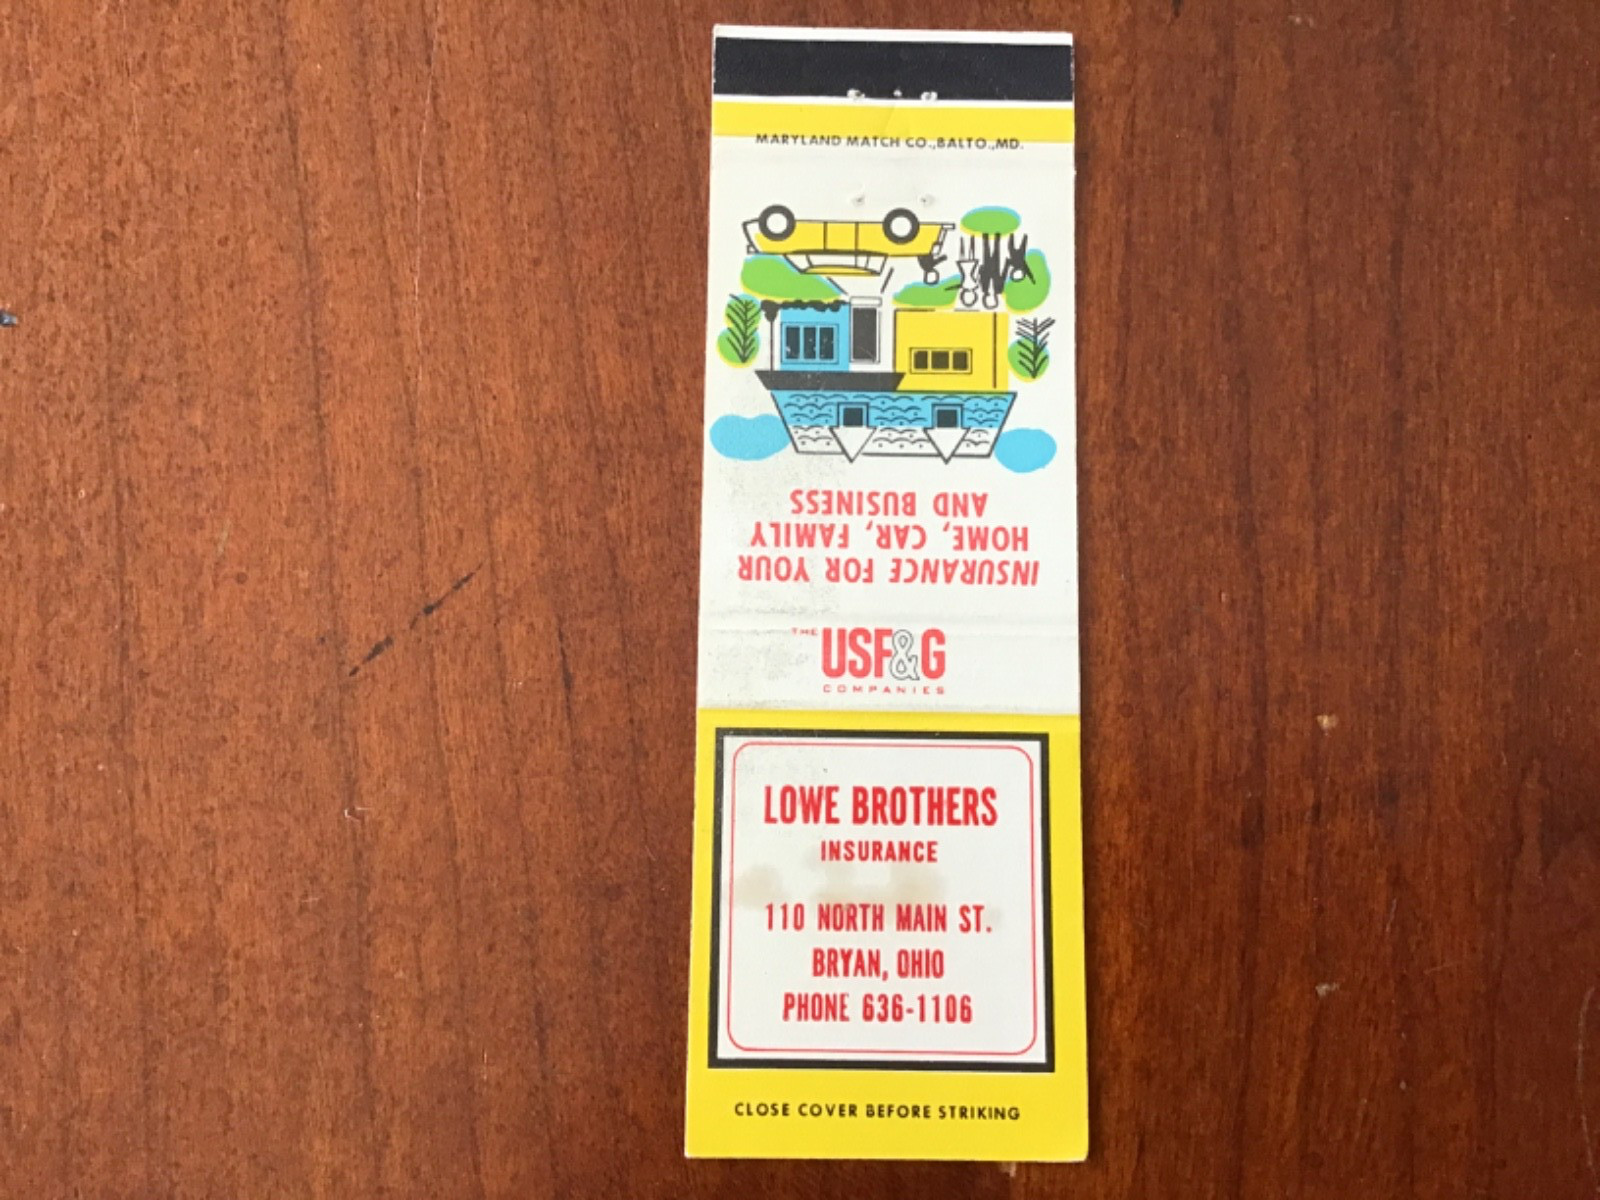 MARYLAND MATCH CO., BALTO., MD.
INSURANCE FOR YOUR
HOME, CAR, FAMILY
AND BUSINESS
THE USF&G
COMPANIES
LOWE BROTHERS
INSURANCE
110 NORTH MAIN ST.
BRYAN, OHIO
PHONE 636-1106
CLOSE COVER BEFORE STRIKING